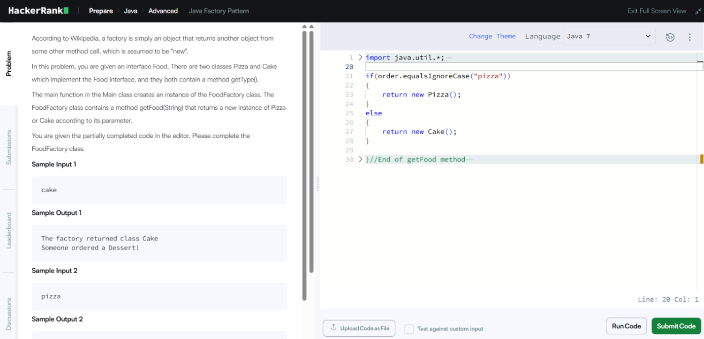 HackerRank
Prepare > Java > Advanced > Java Factory Pattern
Exit Full Screen View
Problem
Submissions
Leaderboard
Discussions
According to Wikipedia, a factory is simply an object that returns another object from
some other method call, which is assumed to be "new".
In this problem, you are given an interface Food. There are two classes Pizza and Cake
which implement the Food interface, and they both contain a method getType().
The main function in the Main class creates an instance of the FoodFactory class. The
FoodFactory class contains a method getFood(String) that returns a new instance of Pizza
or Cake according to its parameter.
You are given the partially completed code in the editor. Please complete the
FoodFactory class.
Sample Input 1
cake
Sample Output 1
The factory returned class Cake
Someone ordered a Dessert!
Sample Input 2
pizza
Sample Output 2
Change Theme Language Java 7
1 > import java.util.*;
20
21 if(order.equalsIgnoreCase("pizza"))
22 {
23 return new Pizza();
24 }
25 else
26 {
27 return new Cake();
28 }
29
30 > }//End of getFood method
Line: 20 Col: 1
Upload Code as File
Test against custom input
Run Code
Submit Code